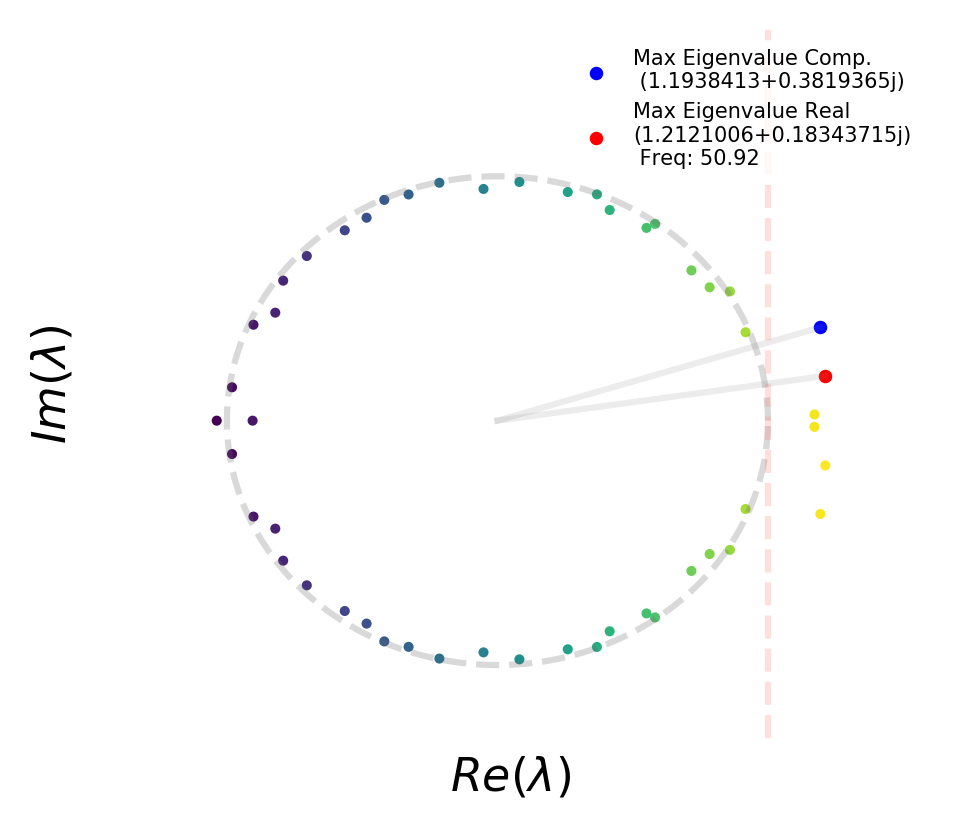 Max Eigenvalue Comp.
(1.1938413+0.3819365j)
Max Eigenvalue Real
(1.2121006+0.18343715j)
Freq: 50.92
Im(λ)
Re(λ)